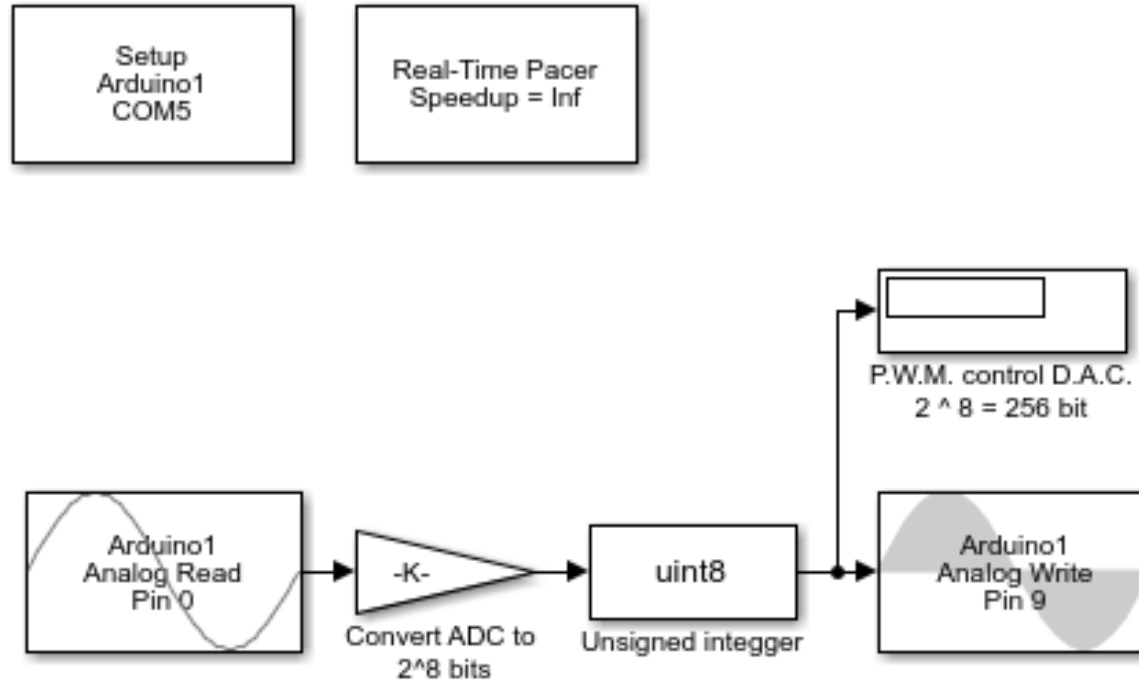 Setup
Arduino1
COM5
Real-Time Pacer
Speedup = Inf
P.W.M. control D.A.C.
2 ^ 8 = 256 bit
Arduino1
Analog Read
Pin 0
-K-
Convert ADC to
2^8 bits
uint8
Unsigned integger
Arduino1
Analog Write
Pin 9